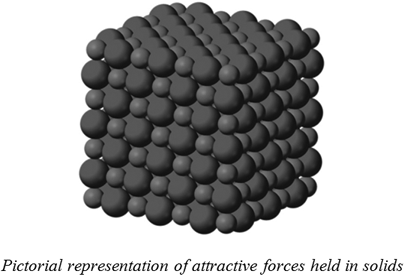 Pictorial representation of attractive forces held in solids